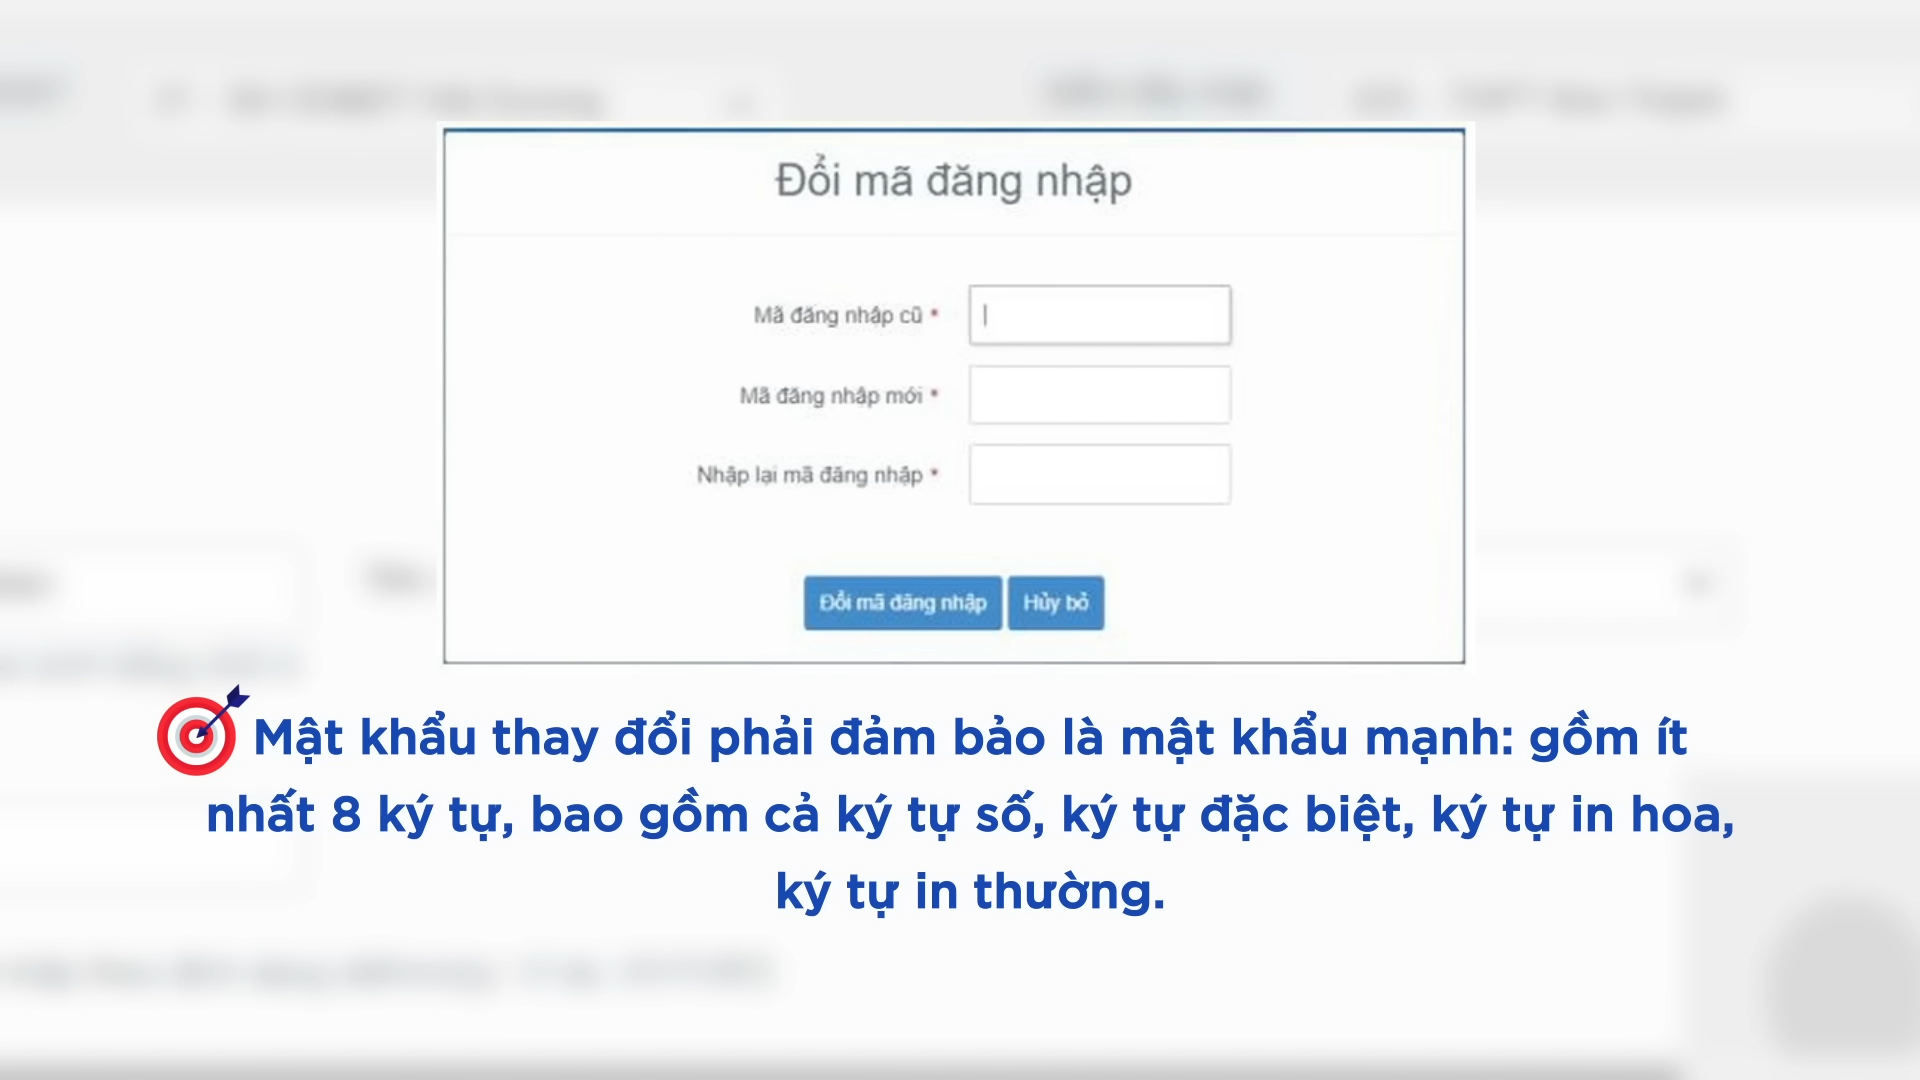 Đổi mã đăng nhập
Mã đăng nhập cũ *
Mã đăng nhập mới *
Nhập lại mã đăng nhập *
Đổi mã đăng nhập Hủy bỏ
Mật khẩu thay đổi phải đảm bảo là mật khẩu mạnh: gồm ít
nhất 8 ký tự, bao gồm cả ký tự số, ký tự đặc biệt, ký tự in hoa,
ký tự in thường.